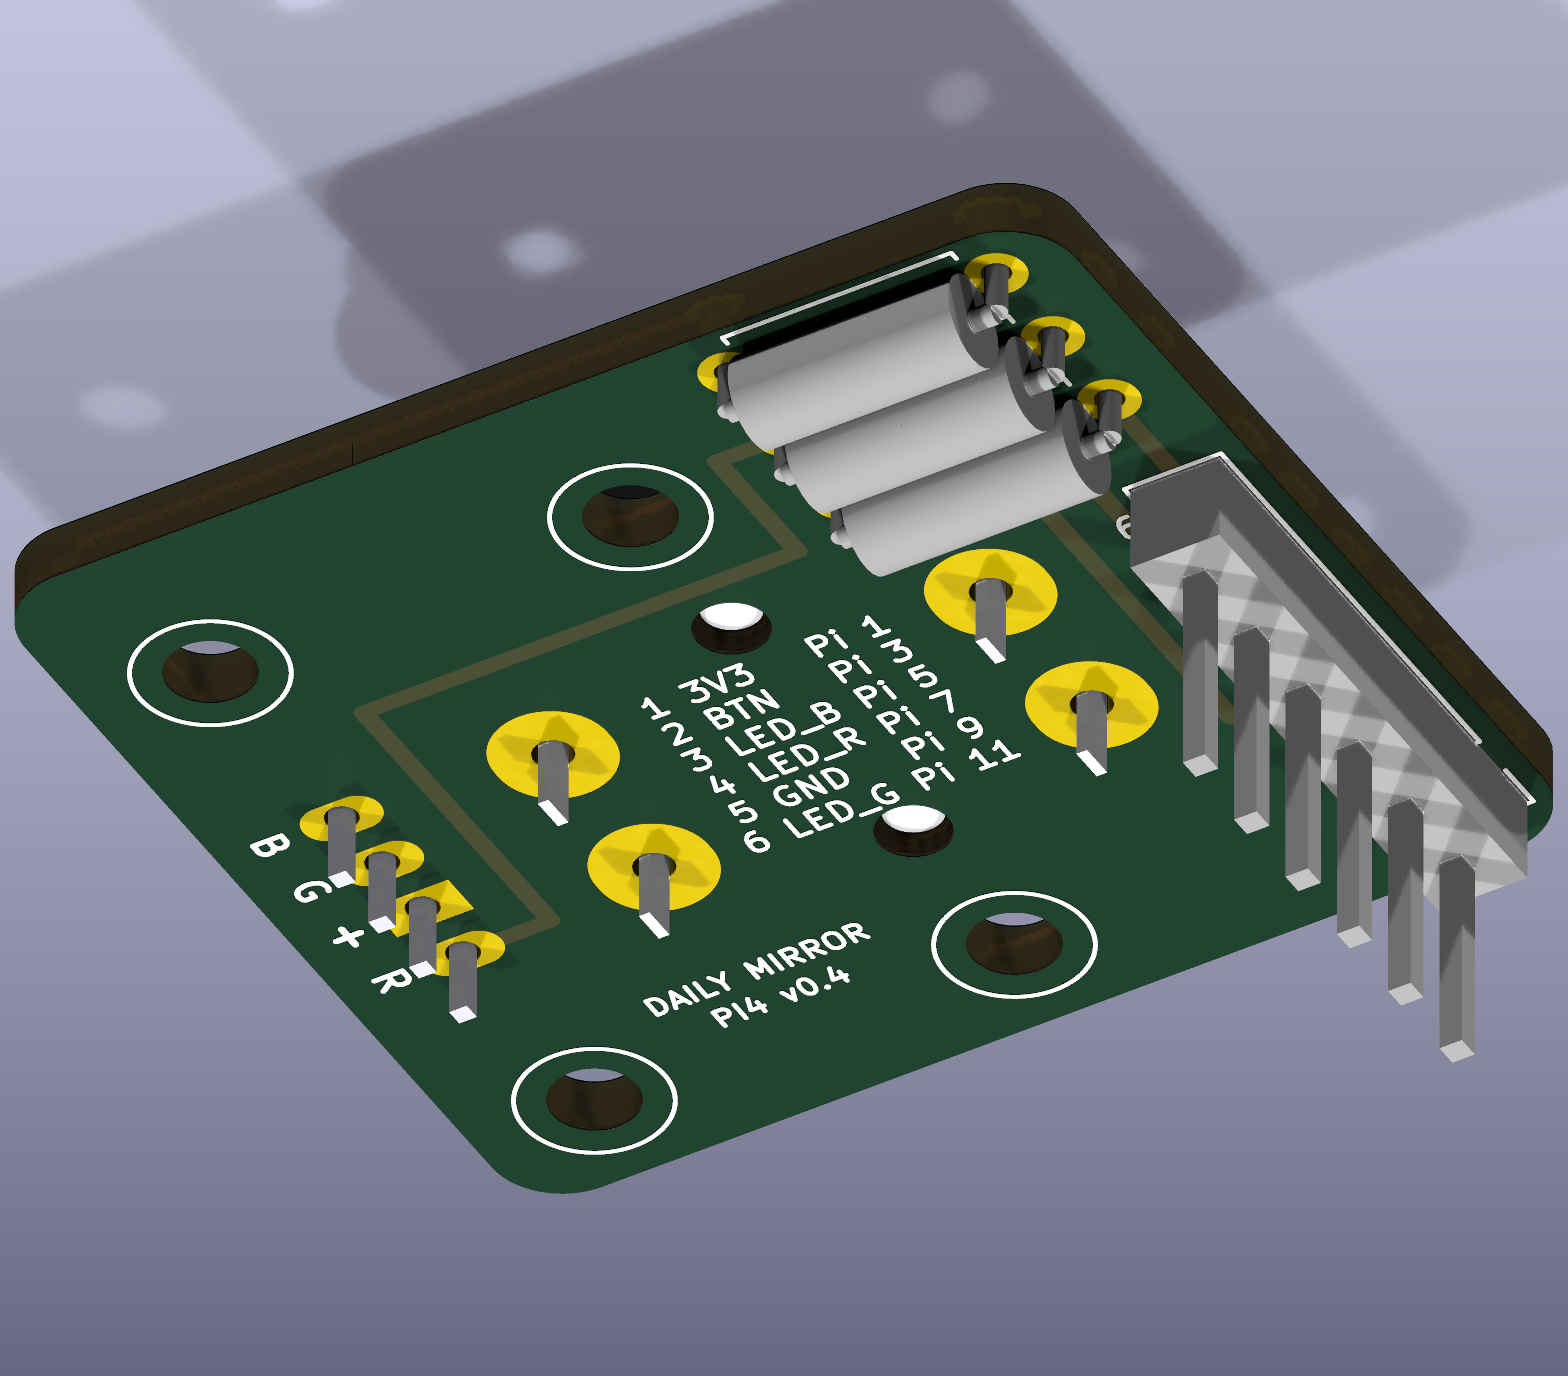 1 3V3 Pi 1
2 BTN Pi 3
3 LED_B Pi 5
4 LED_R Pi 7
5 GND Pi 9
6 LED_G Pi 11
B
G
+
R
DAILY MIRROR
PI4 v0.4
6